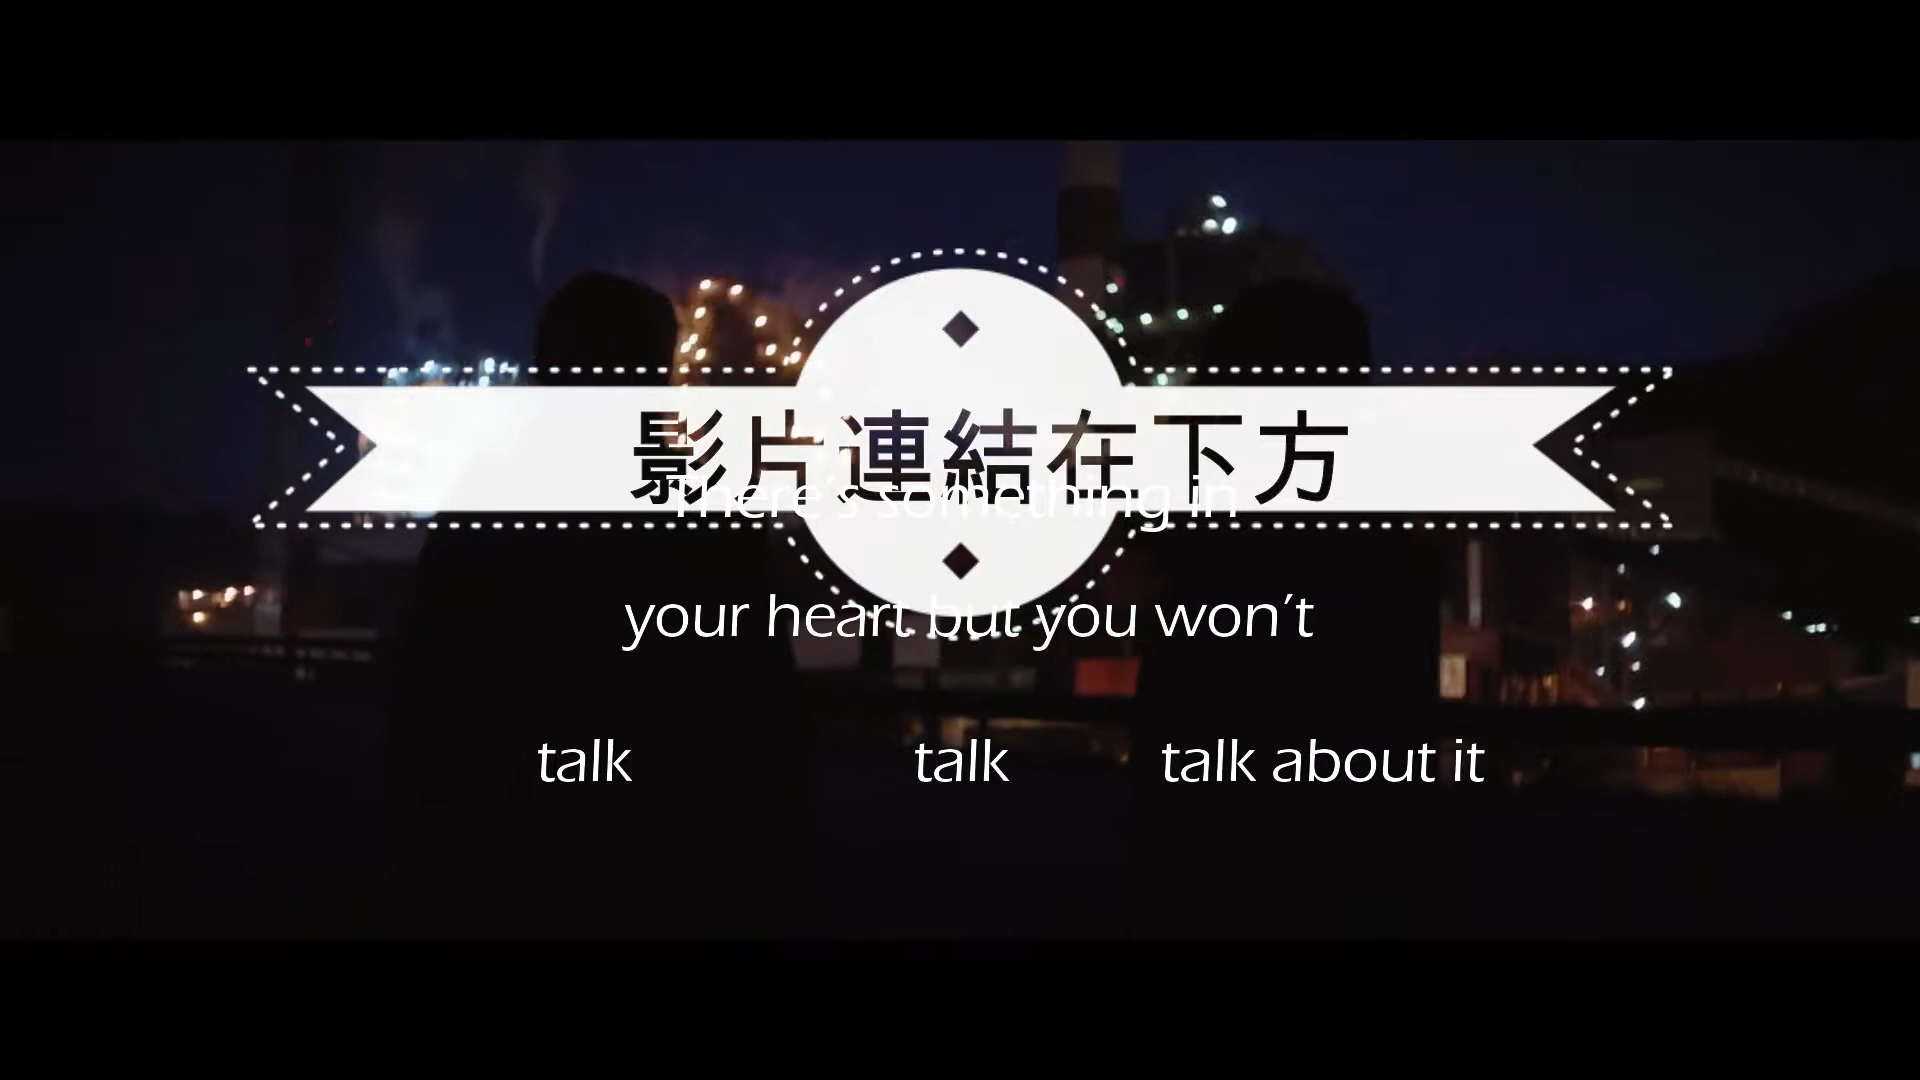 影片連結在下方
There's something in
your heart but you won't
talk talk talk about it